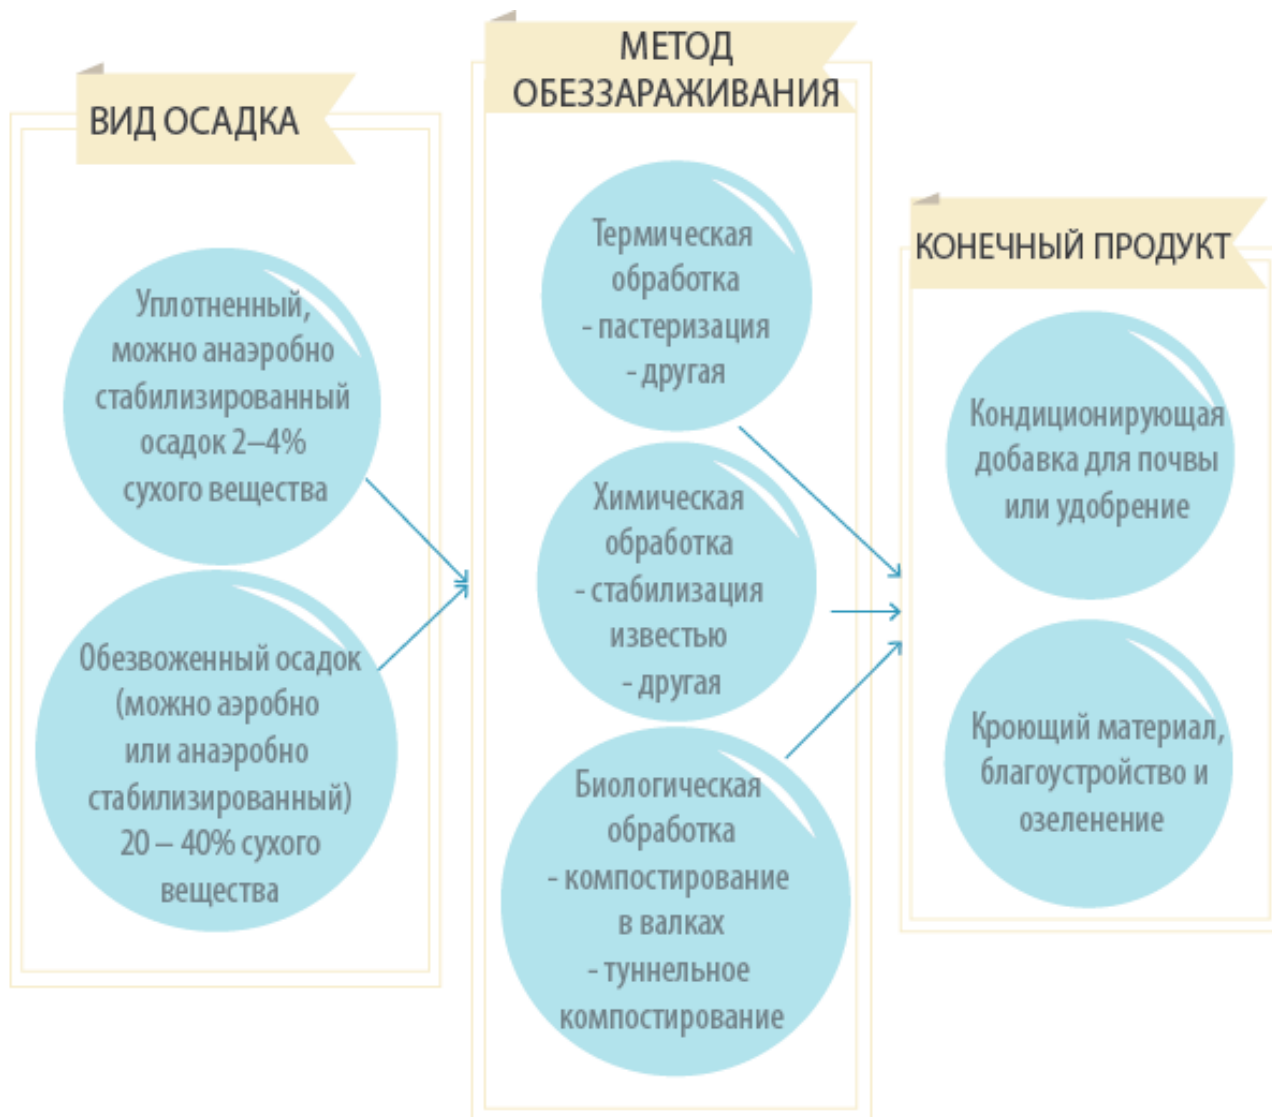 ВИД ОСАДКА
Уплотненный,
можно анаэробно
стабилизированный
осадок 2–4%
сухого вещества
Обезвоженный осадок
(можно аэробно
или анаэробно
стабилизированный)
20 – 40% сухого
вещества
МЕТОД
ОБЕЗЗАРАЖИВАНИЯ
Термическая
обработка
- пастеризация
- другая
Химическая
обработка
- стабилизация
известью
- другая
Биологическая
обработка
- компостирование
в валках
- туннельное
компостирование
КОНЕЧНЫЙ ПРОДУКТ
Кондиционирующая
добавка для почвы
или удобрение
Кроющий материал,
благоустройство и
озеленение